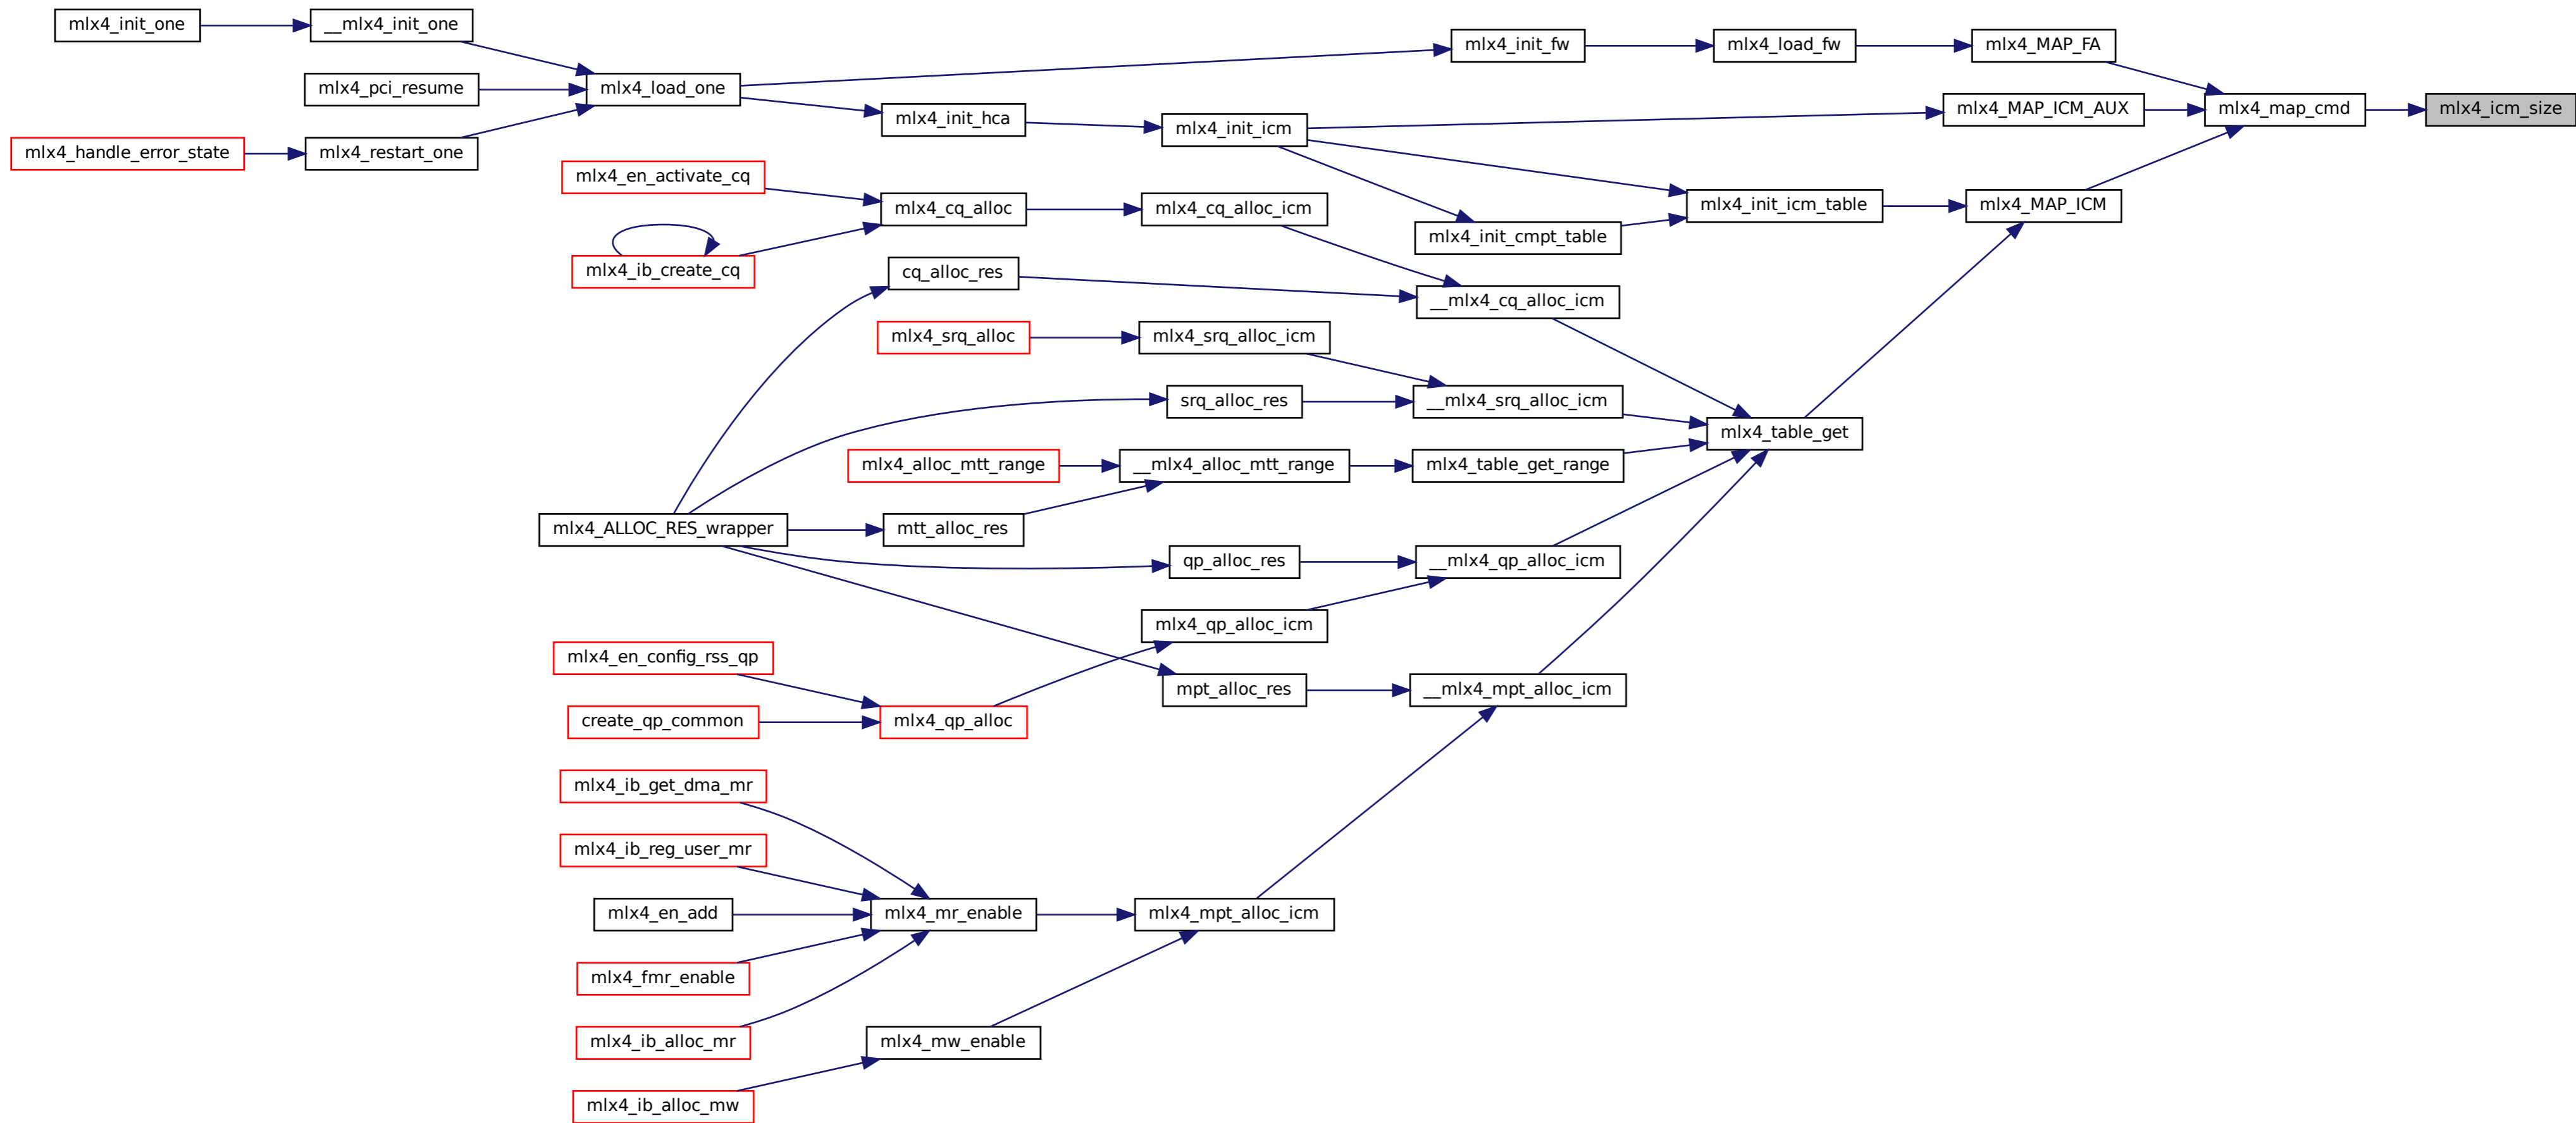 mlx4_init_one
__mlx4_init_one
mlx4_init_fw
mlx4_load_fw
mlx4_MAP_FA
mlx4_pci_resume
mlx4_load_one
mlx4_MAP_ICM_AUX
mlx4_map_cmd
mlx4_icm_size
mlx4_init_hca
mlx4_init_icm
mlx4_handle_error_state
mlx4_restart_one
mlx4_en_activate_cq
mlx4_cq_alloc
mlx4_cq_alloc_icm
mlx4_init_icm_table
mlx4_MAP_ICM
mlx4_init_cmpt_table
mlx4_ib_create_cq
cq_alloc_res
__mlx4_cq_alloc_icm
mlx4_srq_alloc
mlx4_srq_alloc_icm
srq_alloc_res
__mlx4_srq_alloc_icm
mlx4_table_get
mlx4_alloc_mtt_range
__mlx4_alloc_mtt_range
mlx4_table_get_range
mlx4_ALLOC_RES_wrapper
mtt_alloc_res
qp_alloc_res
__mlx4_qp_alloc_icm
mlx4_qp_alloc_icm
mlx4_en_config_rss_qp
mpt_alloc_res
__mlx4_mpt_alloc_icm
create_qp_common
mlx4_qp_alloc
mlx4_ib_get_dma_mr
mlx4_ib_reg_user_mr
mlx4_en_add
mlx4_mr_enable
mlx4_mpt_alloc_icm
mlx4_fmr_enable
mlx4_ib_alloc_mr
mlx4_mw_enable
mlx4_ib_alloc_mw